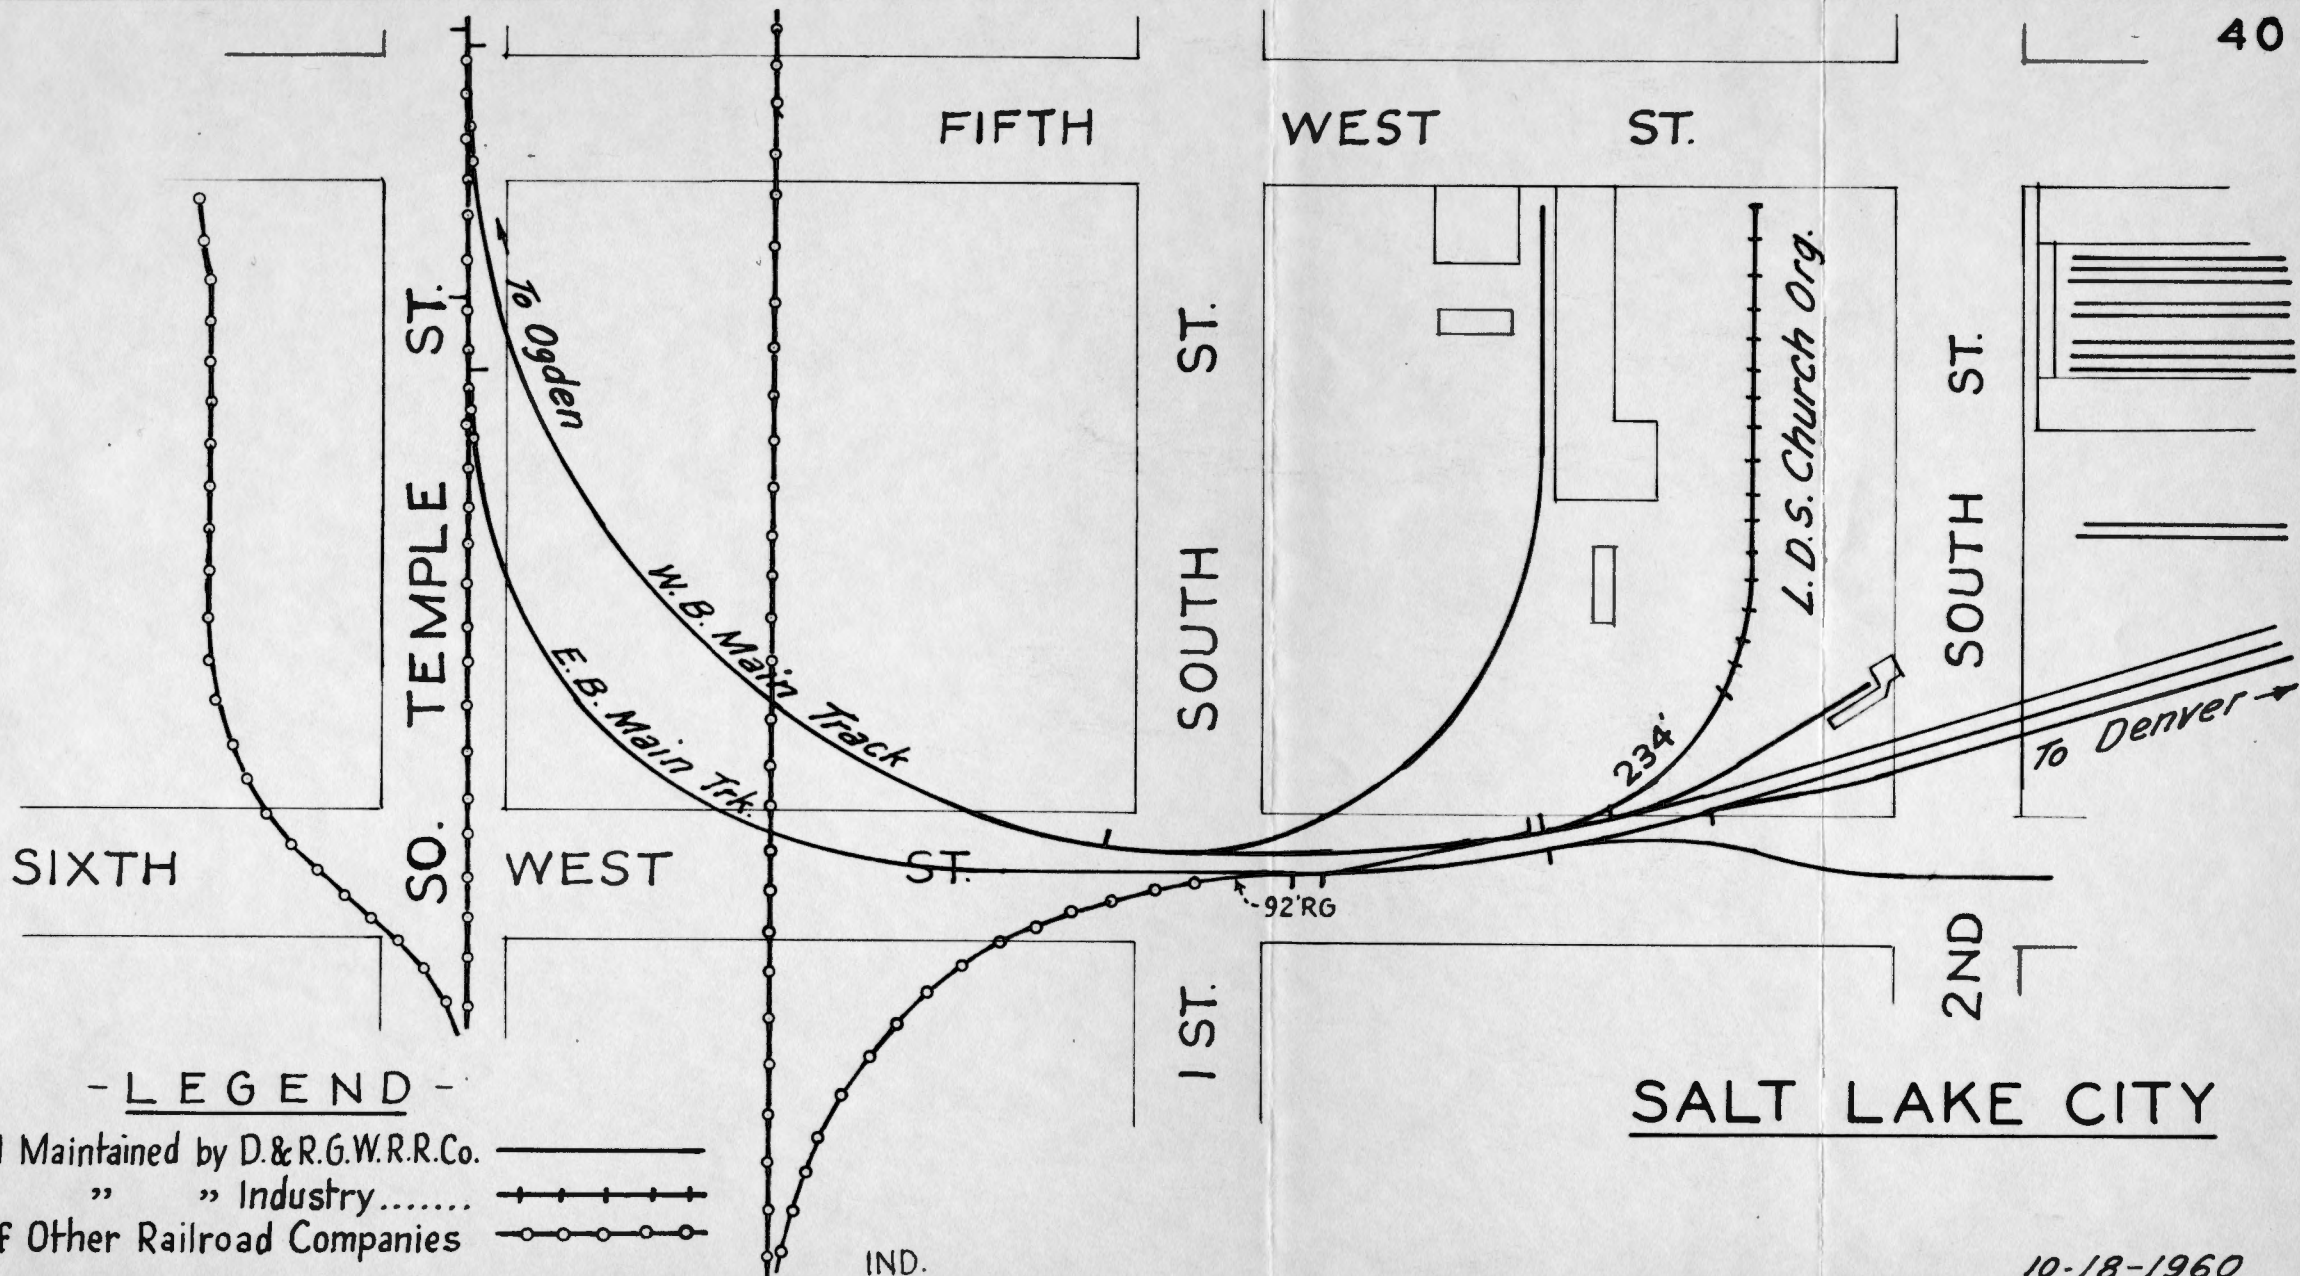 40
FIFTH WEST ST.
To Ogden
W.B. Main Track
E.B. Main Trk.
SO. TEMPLE ST.
1 ST. SOUTH ST.
L.D.S. Church Org.
234'
2ND SOUTH ST.
To Denver
SIXTH WEST ST.
92'RG
-LEGEND-
Maintained by D.&R.G.W.R.R.Co.
" " Industry.......
Other Railroad Companies
IND.
SALT LAKE CITY
10-18-1960